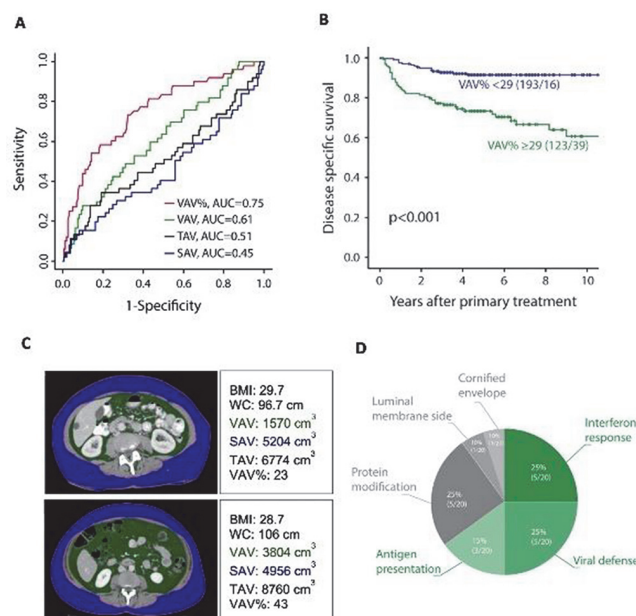 A
Sensitivity
1.0
0.8
0.6
0.4
0.2
0.0
VAV%, AUC=0.75
VAV, AUC=0.61
TAV, AUC=0.51
SAV, AUC=0.45
0.0 0.2 0.4 0.6 0.8 1.0
1-Specificity
B
Disease specific survival
1.0
0.8
0.6
0.4
0.2
0.0
VAV% <29 (193/16)
VAV% ≥29 (123/39)
p<0.001
0 2 4 6 8 10
Years after primary treatment
C
BMI: 29.7
WC: 96.7 cm
VAV: 1570 cm³
SAV: 5204 cm³
TAV: 6774 cm³
VAV%: 23
BMI: 28.7
WC: 106 cm
VAV: 3804 cm³
SAV: 4956 cm³
TAV: 8760 cm³
VAV%: 43
D
Cornified
envelope
Luminal
membrane side
Interferon
response
Protein
modification
25%
(5/20)
25%
(5/20)
15%
(3/20)
25%
(5/20)
Antigen
presentation
Viral defense